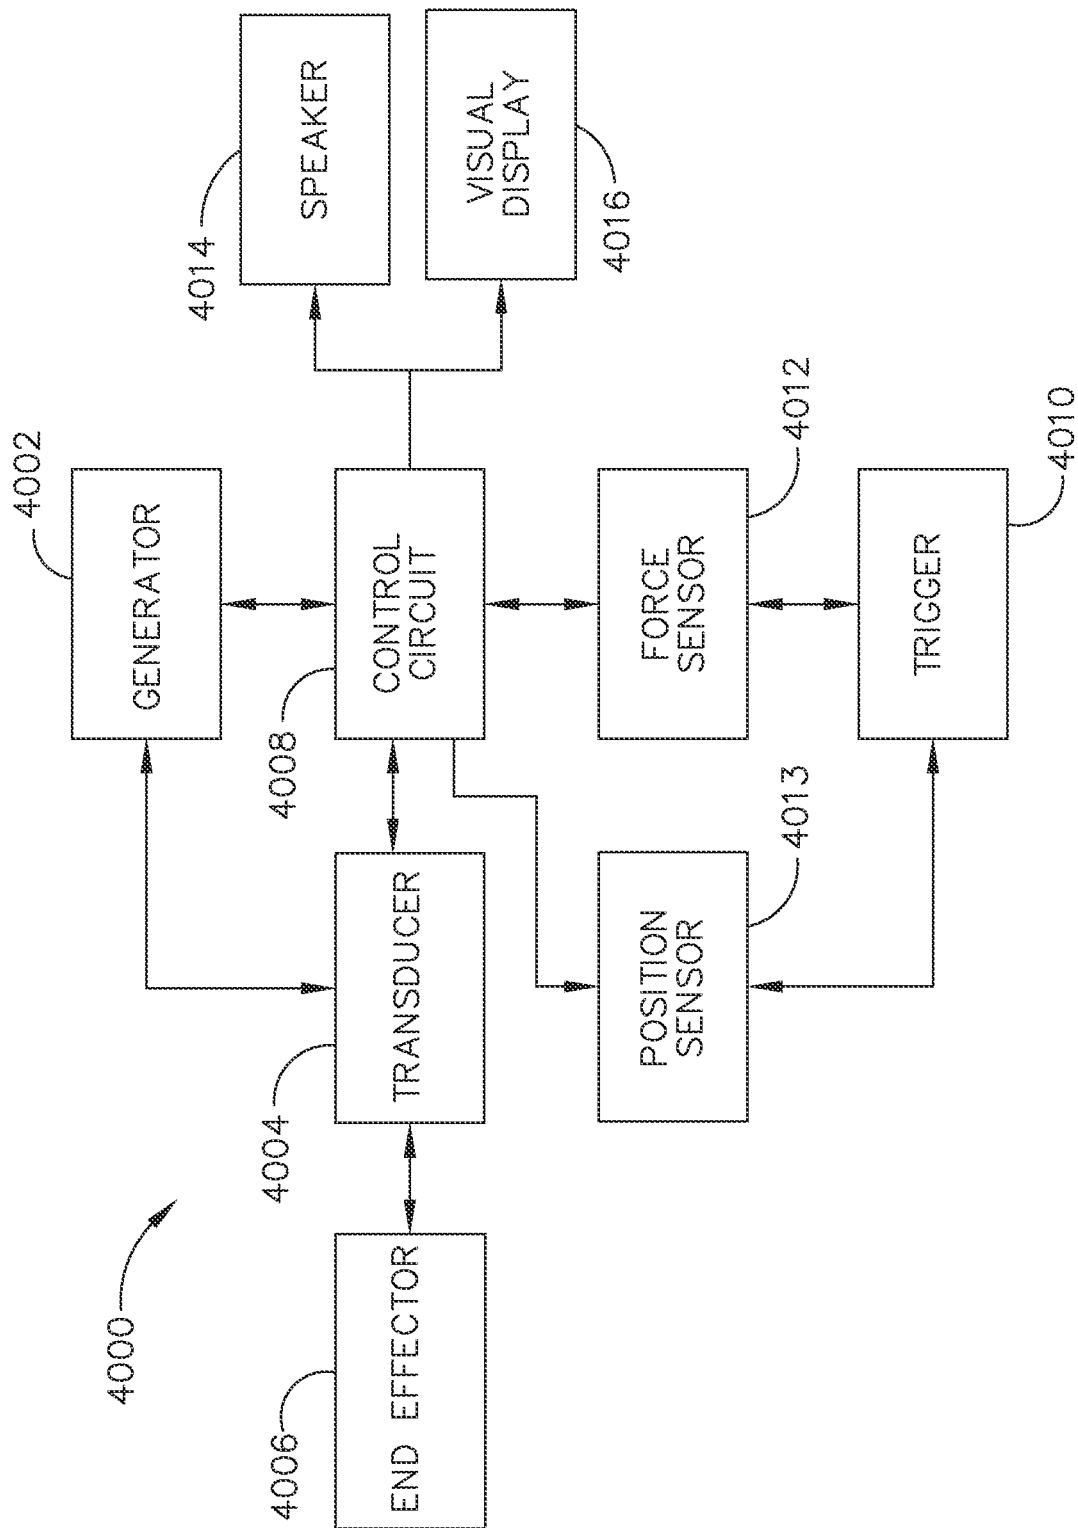 4000
4006
END EFFECTOR
4004
TRANSDUCER
4002
GENERATOR
4008
CONTROL
CIRCUIT
4014
SPEAKER
VISUAL
DISPLAY
4016
POSITION
SENSOR
4013
FORCE
SENSOR
4012
TRIGGER
4010